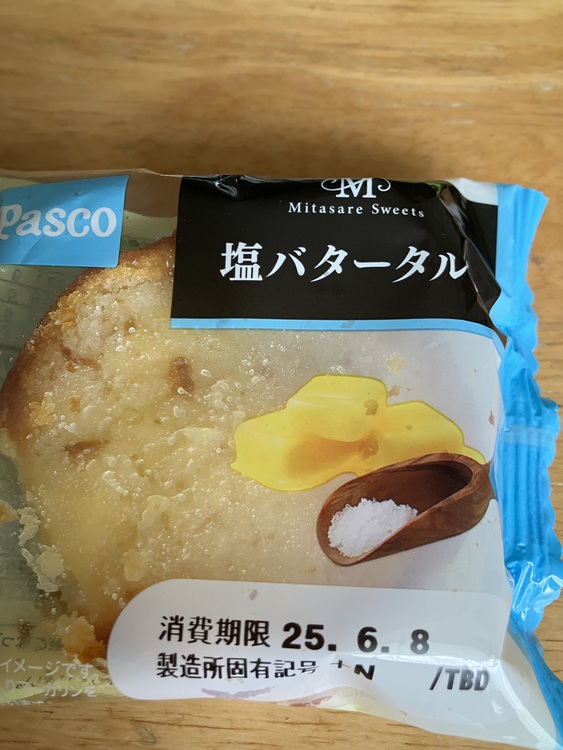 Pasco
M
Mitasare Sweets
塩バタータル
消費期限 25. 6. 8
製造所固有記号
/TBD
イメージです